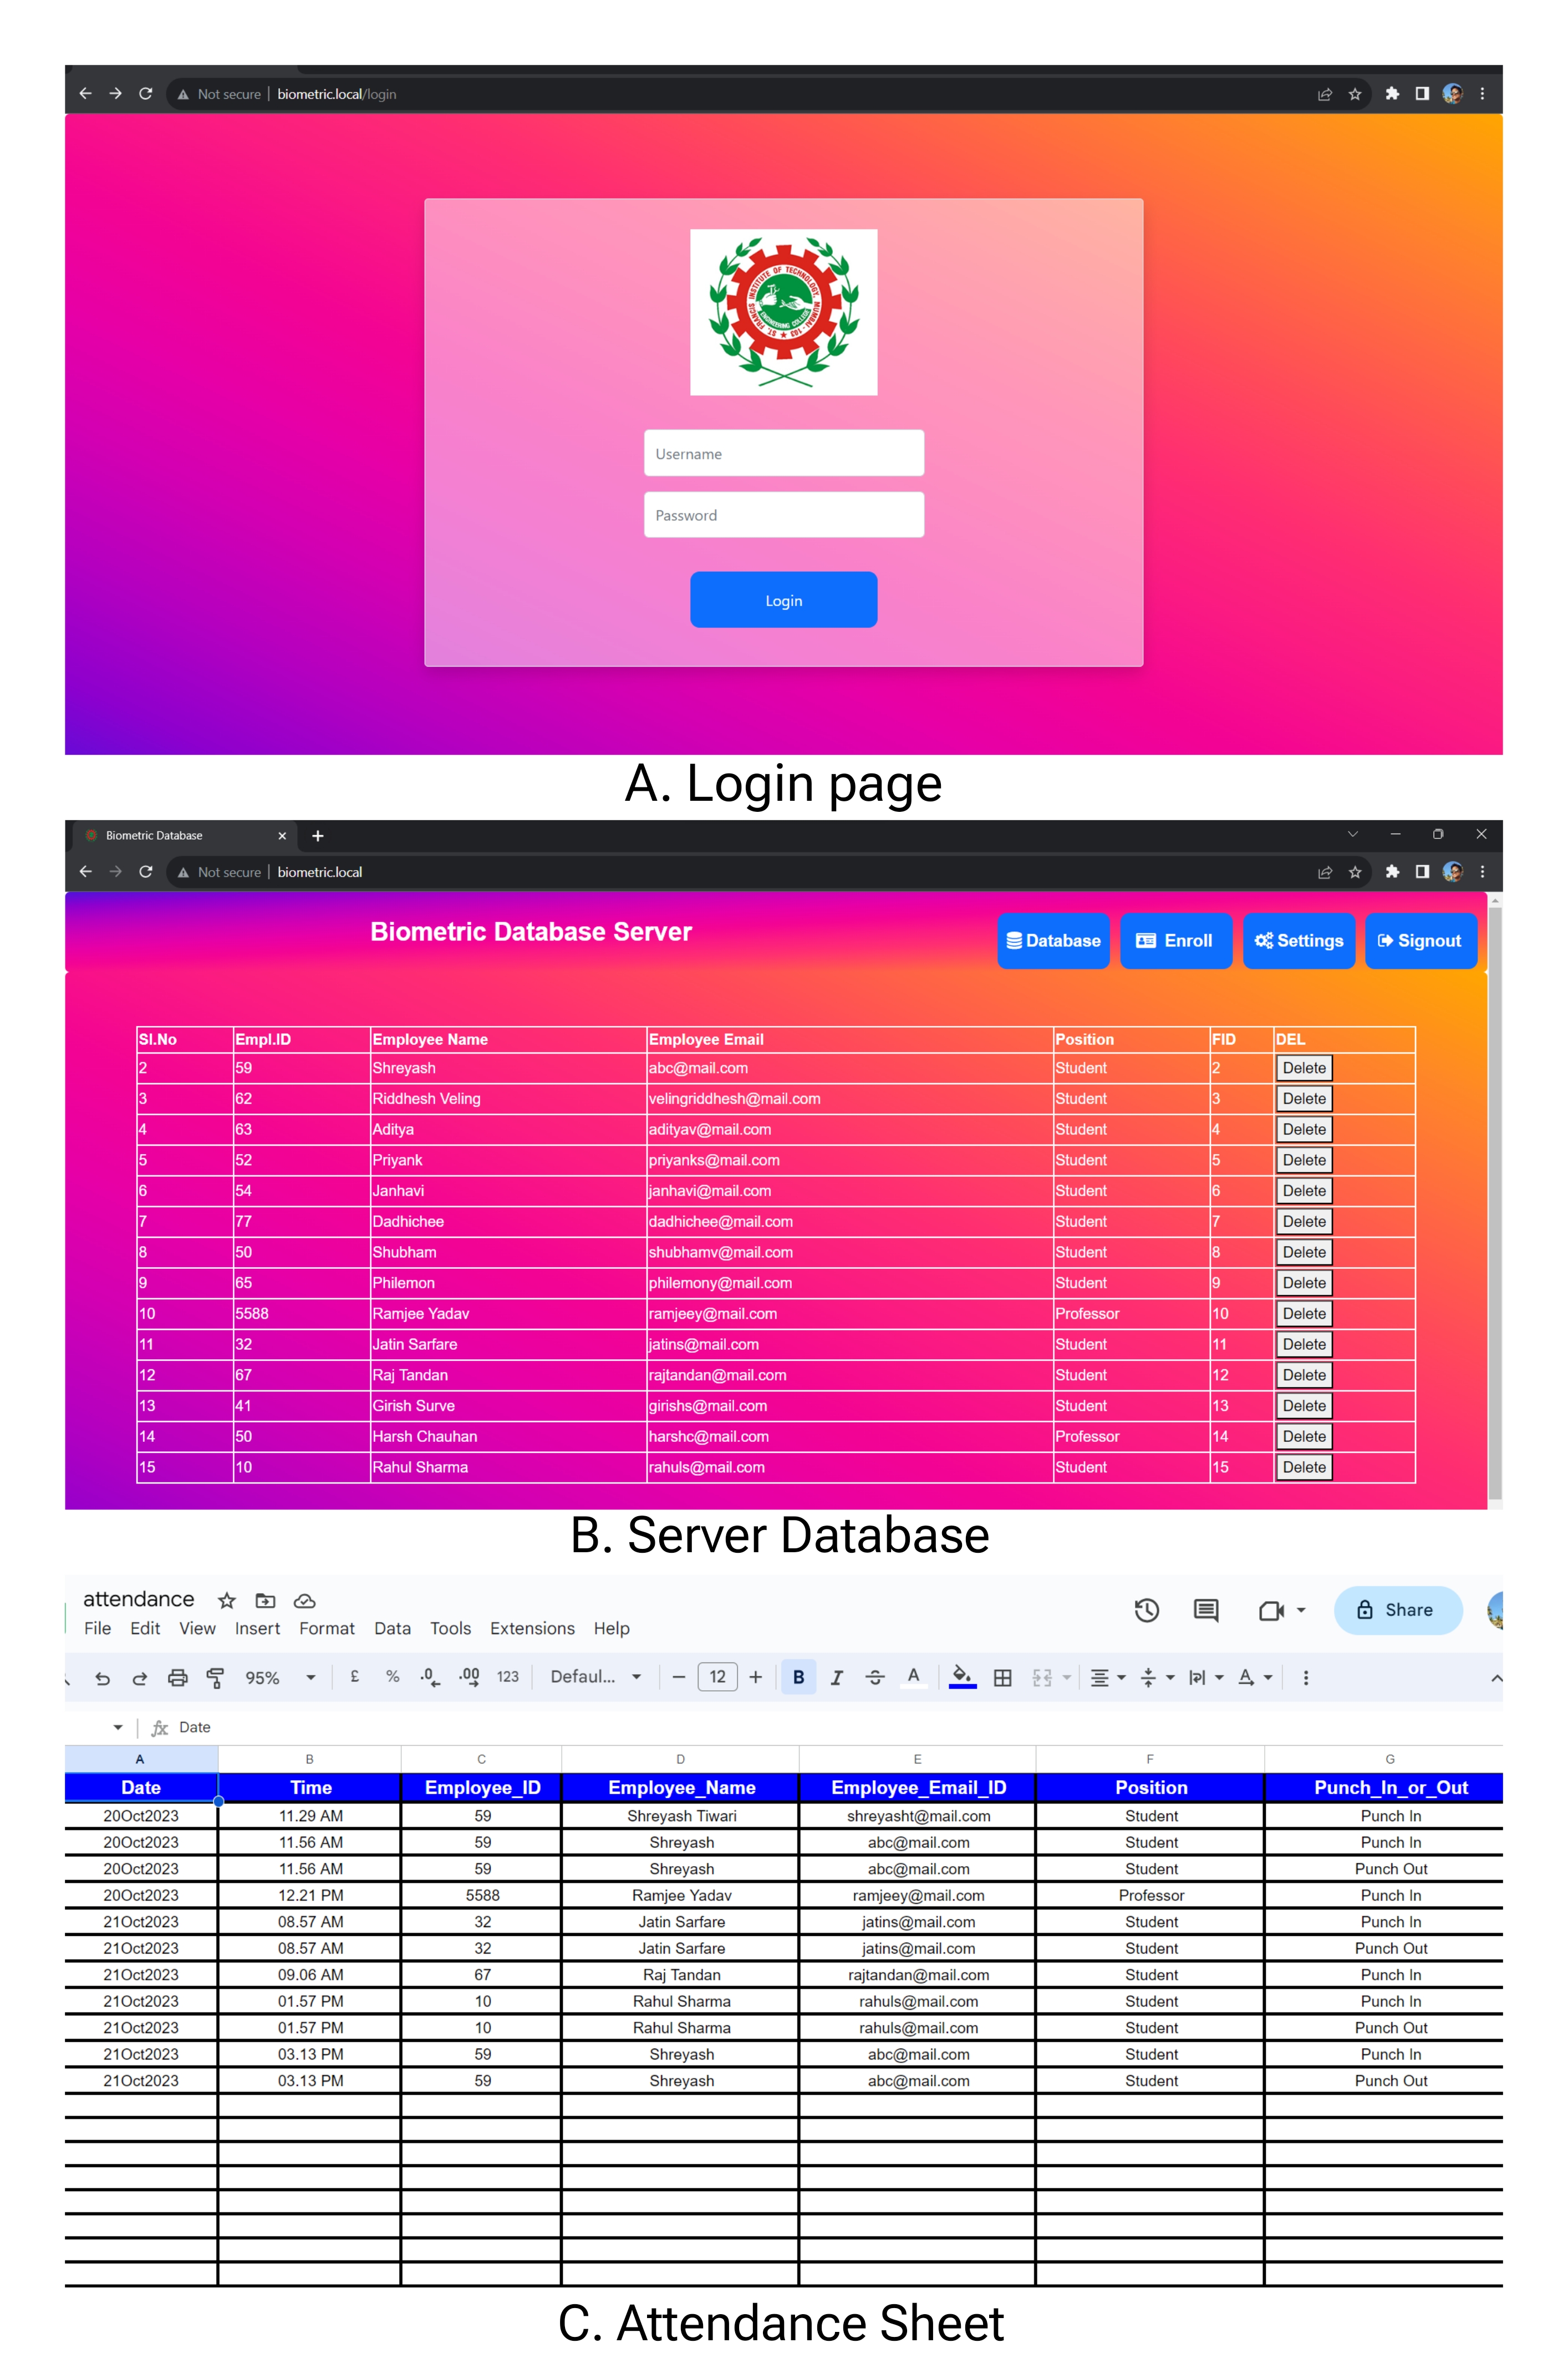 Not secure | biometric.local/login
ST. FRANCIS INSTITUTE OF TECHNOLOGY, MUMBAI - 103 ★
ENGINEERING COLLEGE
Username
Password
Login
A. Login page
Biometric Database
Not secure | biometric.local
Biometric Database Server Database Enroll Settings Signout
Sl.No Empl.ID Employee Name Employee Email Position FID DEL
2 59 Shreyash abc@mail.com Student 2 Delete
3 62 Riddhesh Veling velingriddhesh@mail.com Student 3 Delete
4 63 Aditya adityav@mail.com Student 4 Delete
5 52 Priyank priyanks@mail.com Student 5 Delete
6 54 Janhavi janhavi@mail.com Student 6 Delete
7 77 Dadhichee dadhichee@mail.com Student 7 Delete
8 50 Shubham shubhamv@mail.com Student 8 Delete
9 65 Philemon philemony@mail.com Student 9 Delete
10 5588 Ramjee Yadav ramjeey@mail.com Professor 10 Delete
11 32 Jatin Sarfare jatins@mail.com Student 11 Delete
12 67 Raj Tandan rajtandan@mail.com Student 12 Delete
13 41 Girish Surve girishs@mail.com Student 13 Delete
14 50 Harsh Chauhan harshc@mail.com Professor 14 Delete
15 10 Rahul Sharma rahuls@mail.com Student 15 Delete
B. Server Database
attendance
File Edit View Insert Format Data Tools Extensions Help
Share
95% £ % .0 .00 123 Defaul... − 12 + B I A A
fx Date
A B C D E F G
Date Time Employee_ID Employee_Name Employee_Email_ID Position Punch_In_or_Out
20Oct2023 11.29 AM 59 Shreyash Tiwari shreyasht@mail.com Student Punch In
20Oct2023 11.56 AM 59 Shreyash abc@mail.com Student Punch In
20Oct2023 11.56 AM 59 Shreyash abc@mail.com Student Punch Out
20Oct2023 12.21 PM 5588 Ramjee Yadav ramjeey@mail.com Professor Punch In
21Oct2023 08.57 AM 32 Jatin Sarfare jatins@mail.com Student Punch In
21Oct2023 08.57 AM 32 Jatin Sarfare jatins@mail.com Student Punch Out
21Oct2023 09.06 AM 67 Raj Tandan rajtandan@mail.com Student Punch In
21Oct2023 01.57 PM 10 Rahul Sharma rahuls@mail.com Student Punch In
21Oct2023 01.57 PM 10 Rahul Sharma rahuls@mail.com Student Punch Out
21Oct2023 03.13 PM 59 Shreyash abc@mail.com Student Punch In
21Oct2023 03.13 PM 59 Shreyash abc@mail.com Student Punch Out
C. Attendance Sheet